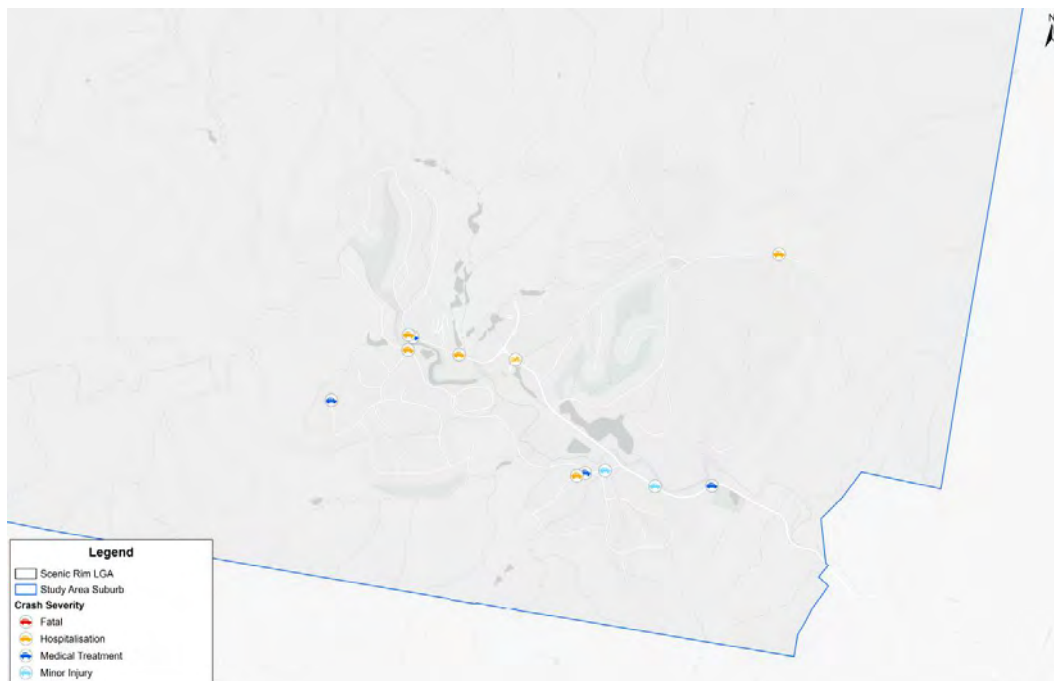 N
Legend
Scenic Rim LGA
Study Area Suburb
Crash Severity
Fatal
Hospitalisation
Medical Treatment
Minor Injury